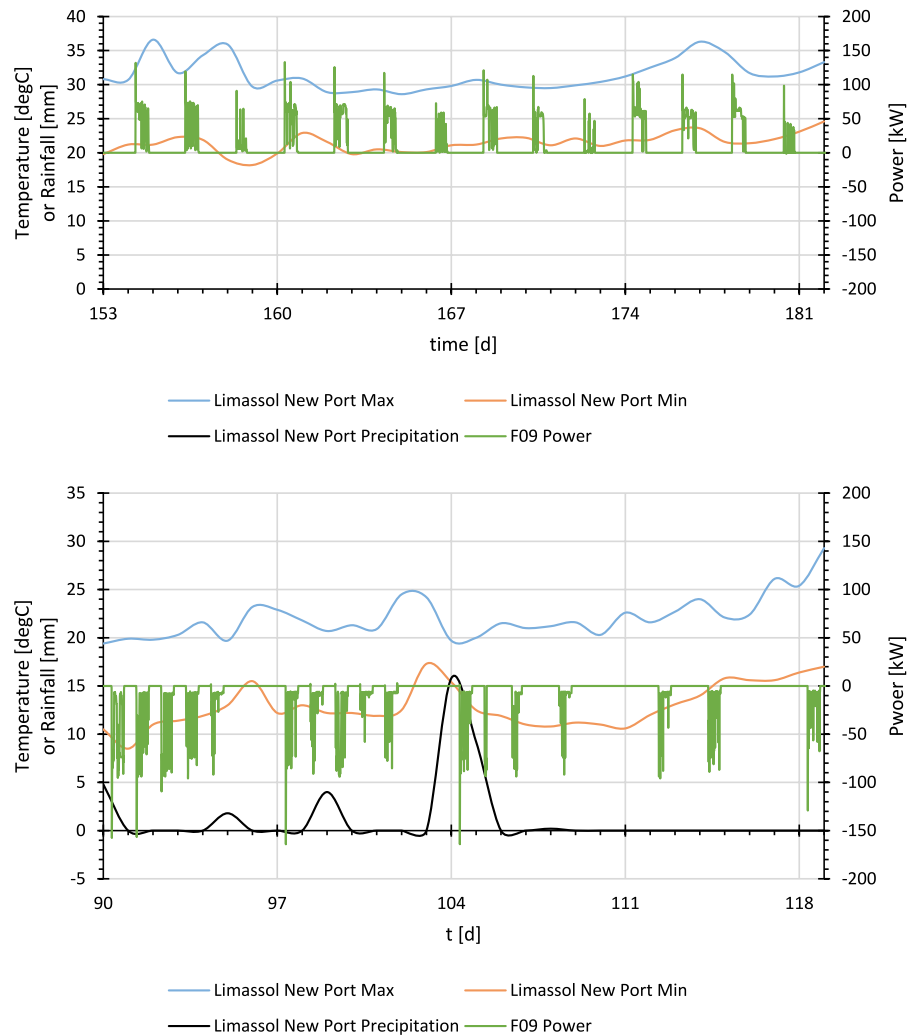 40
35
30
25
20
15
10
5
0
Temperature [degC]
or Rainfall [mm]
200
150
100
50
0
-50
-100
-150
-200
Power [kW]
153 160 167 174 181
time [d]
Limassol New Port Max Limassol New Port Min
Limassol New Port Precipitation F09 Power
35
30
25
20
15
10
5
0
-5
Temperature [degC]
or Rainfall [mm]
200
150
100
50
0
-50
-100
-150
-200
Pwoer [kW]
90 97 104 111 118
t [d]
Limassol New Port Max Limassol New Port Min
Limassol New Port Precipitation F09 Power